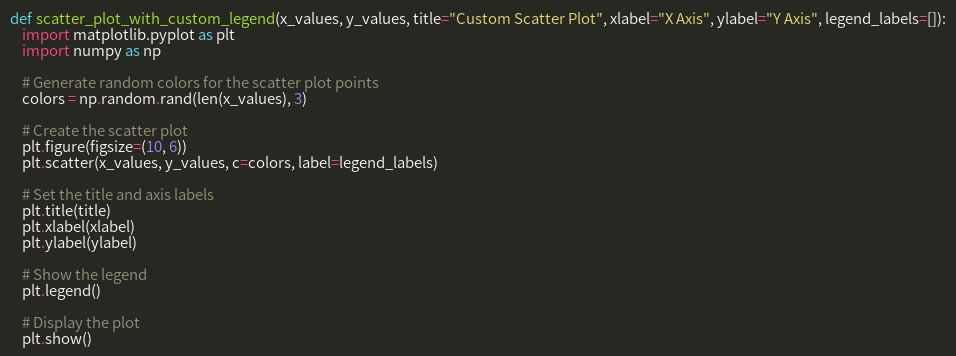 def scatter_plot_with_custom_legend(x_values, y_values, title="Custom Scatter Plot", xlabel="X Axis", ylabel="Y Axis", legend_labels=[]):
    import matplotlib.pyplot as plt
    import numpy as np

    # Generate random colors for the scatter plot points
    colors = np.random.rand(len(x_values), 3)

    # Create the scatter plot
    plt.figure(figsize=(10, 6))
    plt.scatter(x_values, y_values, c=colors, label=legend_labels)

    # Set the title and axis labels
    plt.title(title)
    plt.xlabel(xlabel)
    plt.ylabel(ylabel)

    # Show the legend
    plt.legend()

    # Display the plot
    plt.show()